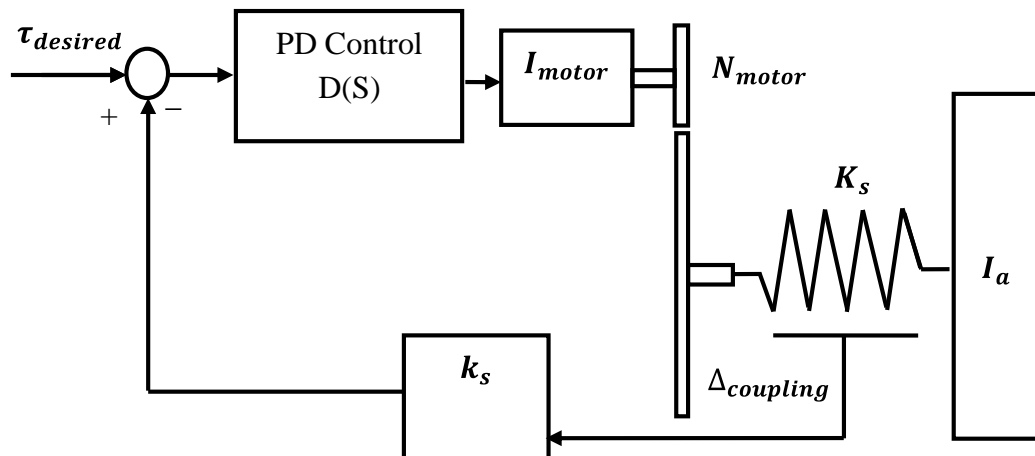 τ_desired
+
−
PD Control
D(S)
I_motor
N_motor
K_s
I_a
k_s
Δ_coupling